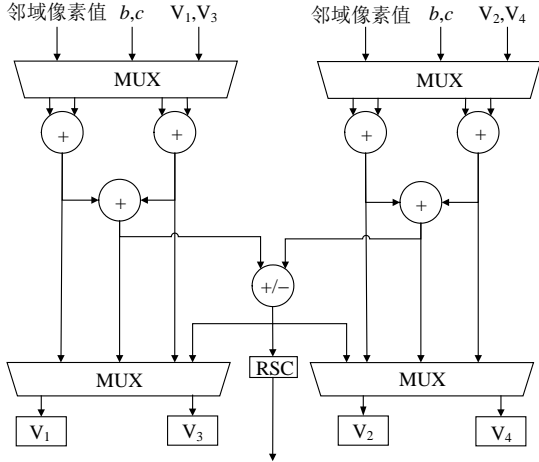 邻域像素值 b,c V₁,V₃ 邻域像素值 b,c V₂,V₄
MUX MUX
+ + + +
+ +
+/−
MUX RSC MUX
V₁ V₃ V₂ V₄